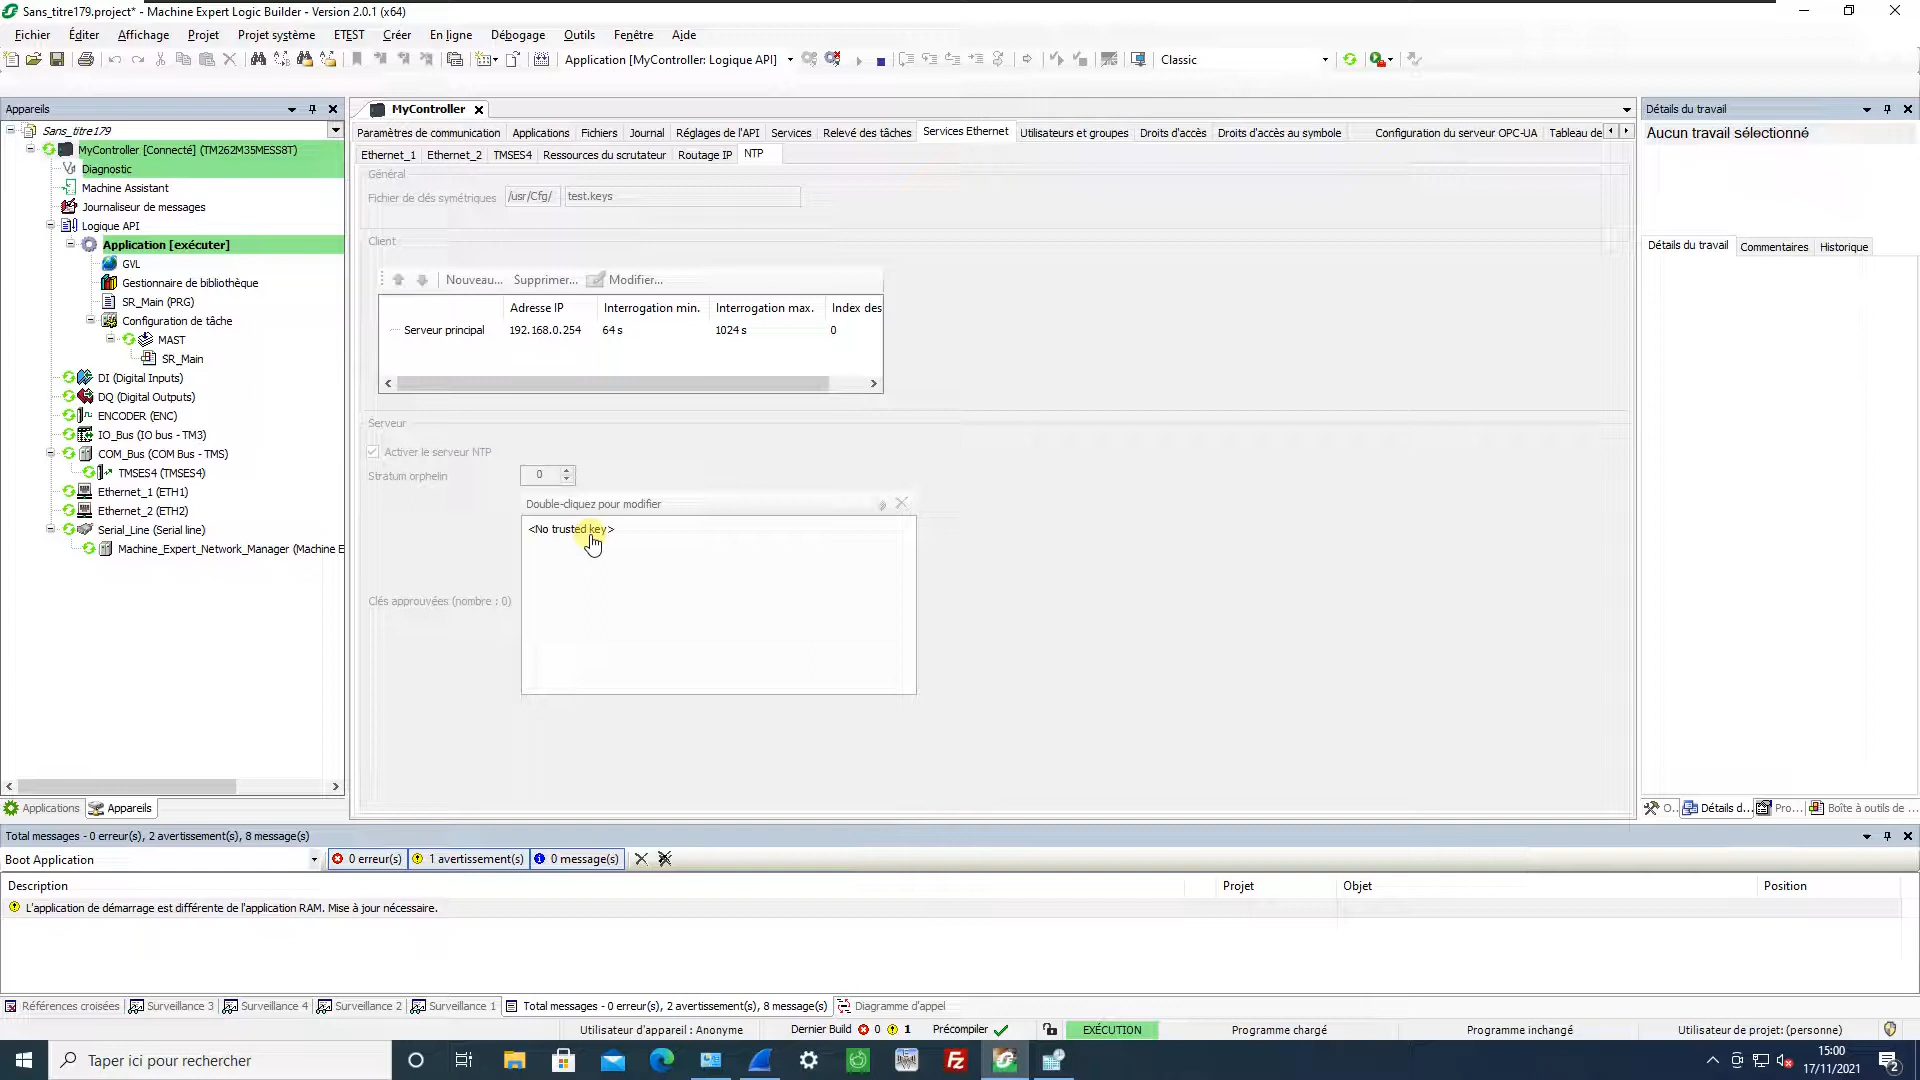 Sans_titre179.project* - Machine Expert Logic Builder - Version 2.0.1 (x64)
Fichier Éditer Affichage Projet Projet système ETEST Créer En ligne Débogage Outils Fenêtre Aide
Application [MyController: Logique API] Classic
Appareils
MyController
Détails du travail
Sans_titre179
MyController [Connecté] (TM262M35MESS8T)
Diagnostic
Machine Assistant
Journaliseur de messages
Logique API
Application [exécuter]
GVL
Gestionnaire de bibliothèque
SR_Main (PRG)
Configuration de tâche
MAST
SR_Main
DI (Digital Inputs)
DQ (Digital Outputs)
ENCODER (ENC)
IO_Bus (IO bus - TM3)
COM_Bus (COM Bus - TMS)
TMSES4 (TMSES4)
Ethernet_1 (ETH1)
Ethernet_2 (ETH2)
Serial_Line (Serial line)
Machine_Expert_Network_Manager (Machine E
Applications Appareils
Paramètres de communication Applications Fichiers Journal Réglages de l'API Services Relevé des tâches Services Ethernet Utilisateurs et groupes Droits d'accès Droits d'accès au symbole Configuration du serveur OPC-UA Tableau de
Ethernet_1 Ethernet_2 TMSES4 Ressources du scrutateur Routage IP NTP
Général
Fichier de clés symétriques /usr/Cfg/ test.keys
Client
Nouveau... Supprimer... Modifier...
Adresse IP Interrogation min. Interrogation max. Index des
Serveur principal 192.168.0.254 64 s 1024 s 0
Serveur
Activer le serveur NTP
Stratum orphelin 0
Double-cliquez pour modifier
<No trusted key>
Clés approuvées (nombre : 0)
Aucun travail sélectionné
Détails du travail Commentaires Historique
O... Détails d... Pro... Boîte à outils de ...
Total messages - 0 erreur(s), 2 avertissement(s), 8 message(s)
Boot Application 0 erreur(s) 1 avertissement(s) 0 message(s)
Description Projet Objet Position
L'application de démarrage est différente de l'application RAM. Mise à jour nécessaire.
Références croisées Surveillance 3 Surveillance 4 Surveillance 2 Surveillance 1 Total messages - 0 erreur(s), 2 avertissement(s), 8 message(s) Diagramme d'appel
Utilisateur d'appareil : Anonyme Dernier Build 0 1 Précompiler EXÉCUTION Programme chargé Programme inchangé Utilisateur de projet: (personne)
Taper ici pour rechercher
15:00
17/11/2021
2